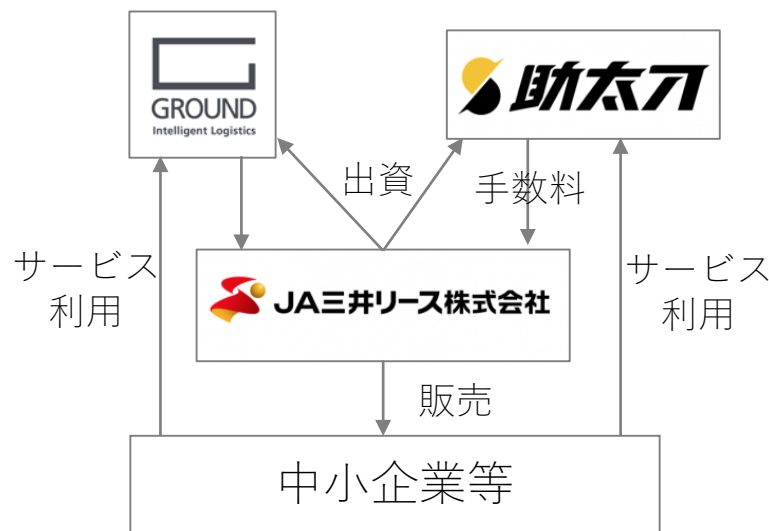 GROUND
Intelligent Logistics
助太刀
出資
手数料
サービス
利用
サービス
利用
JA三井リース株式会社
販売
中小企業等